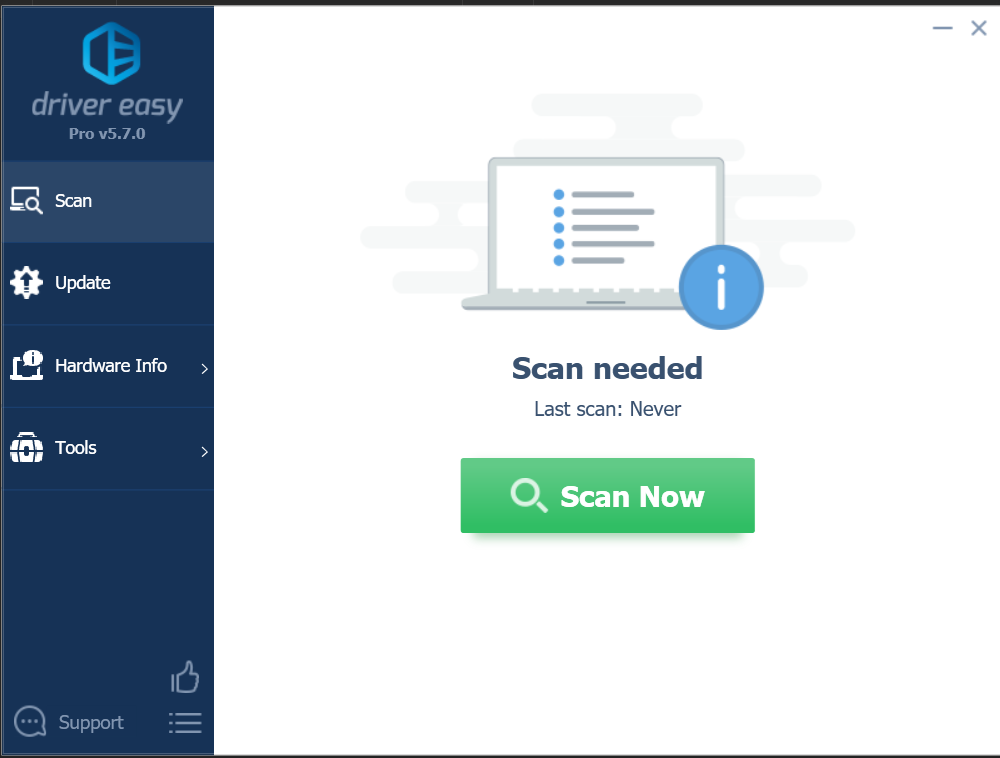 driver easy
Pro v5.7.0
Scan
Update
Hardware Info
Tools
Support
Scan needed
Last scan: Never
Scan Now